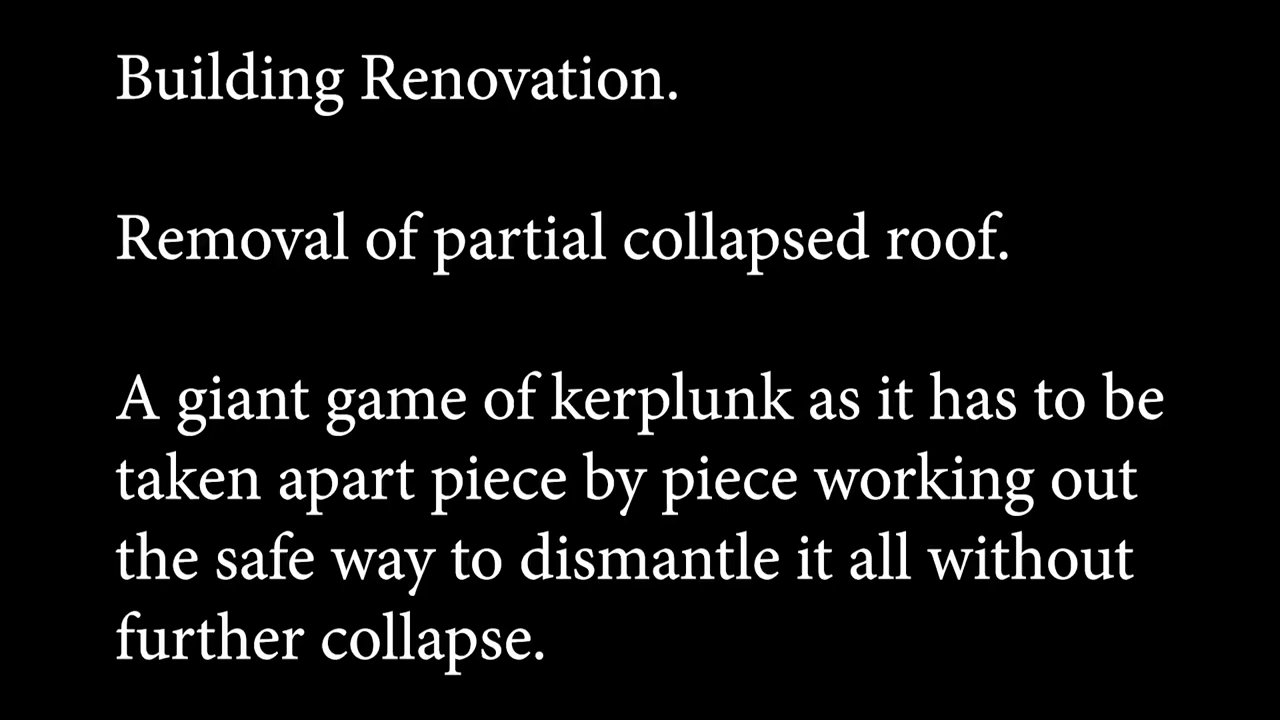 Building Renovation.
Removal of partial collapsed roof.
A giant game of kerplunk as it has to be
taken apart piece by piece working out
the safe way to dismantle it all without
further collapse.